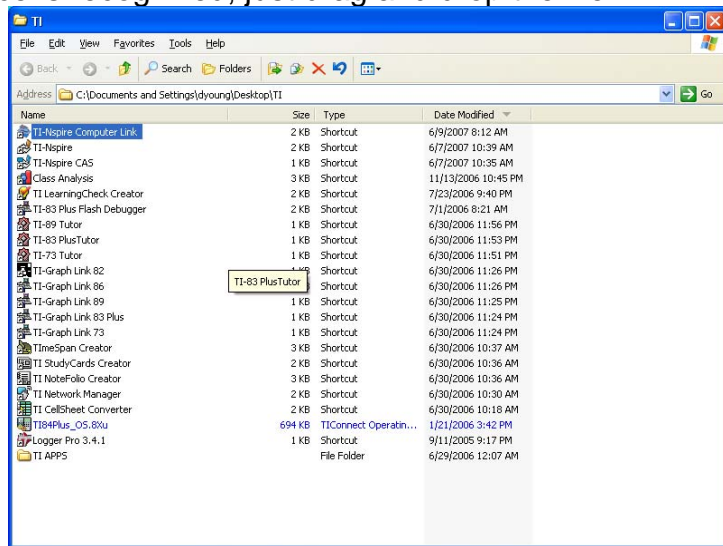 TI
File Edit View Favorites Tools Help
Back Search Folders
Address C:\Documents and Settings\dyoung\Desktop\TI Go
Name Size Type Date Modified
TI-Nspire Computer Link 2 KB Shortcut 6/9/2007 8:12 AM
TI-Nspire 2 KB Shortcut 6/7/2007 10:39 AM
TI-Nspire CAS 1 KB Shortcut 6/7/2007 10:35 AM
Class Analysis 3 KB Shortcut 11/13/2006 10:45 PM
TI LearningCheck Creator 2 KB Shortcut 7/23/2006 9:40 PM
TI-83 Plus Flash Debugger 2 KB Shortcut 7/1/2006 8:21 AM
TI-89 Tutor 1 KB Shortcut 6/30/2006 11:56 PM
TI-83 PlusTutor 1 KB Shortcut 6/30/2006 11:53 PM
TI-73 Tutor 1 KB Shortcut 6/30/2006 11:51 PM
TI-Graph Link 82 Shortcut 6/30/2006 11:26 PM
TI-83 PlusTutor
TI-Graph Link 86 Shortcut 6/30/2006 11:26 PM
TI-Graph Link 89 1 KB Shortcut 6/30/2006 11:25 PM
TI-Graph Link 83 Plus 1 KB Shortcut 6/30/2006 11:24 PM
TI-Graph Link 73 1 KB Shortcut 6/30/2006 11:24 PM
TImeSpan Creator 3 KB Shortcut 6/30/2006 10:37 AM
TI StudyCards Creator 2 KB Shortcut 6/30/2006 10:36 AM
TI NoteFolio Creator 3 KB Shortcut 6/30/2006 10:36 AM
TI Network Manager 2 KB Shortcut 6/30/2006 10:30 AM
TI CellSheet Converter 2 KB Shortcut 6/30/2006 10:18 AM
TI84Plus_OS.8Xu 694 KB TIConnect Operatin... 1/21/2006 3:42 PM
Logger Pro 3.4.1 1 KB Shortcut 9/11/2005 9:17 PM
TI APPS File Folder 6/29/2006 12:07 AM